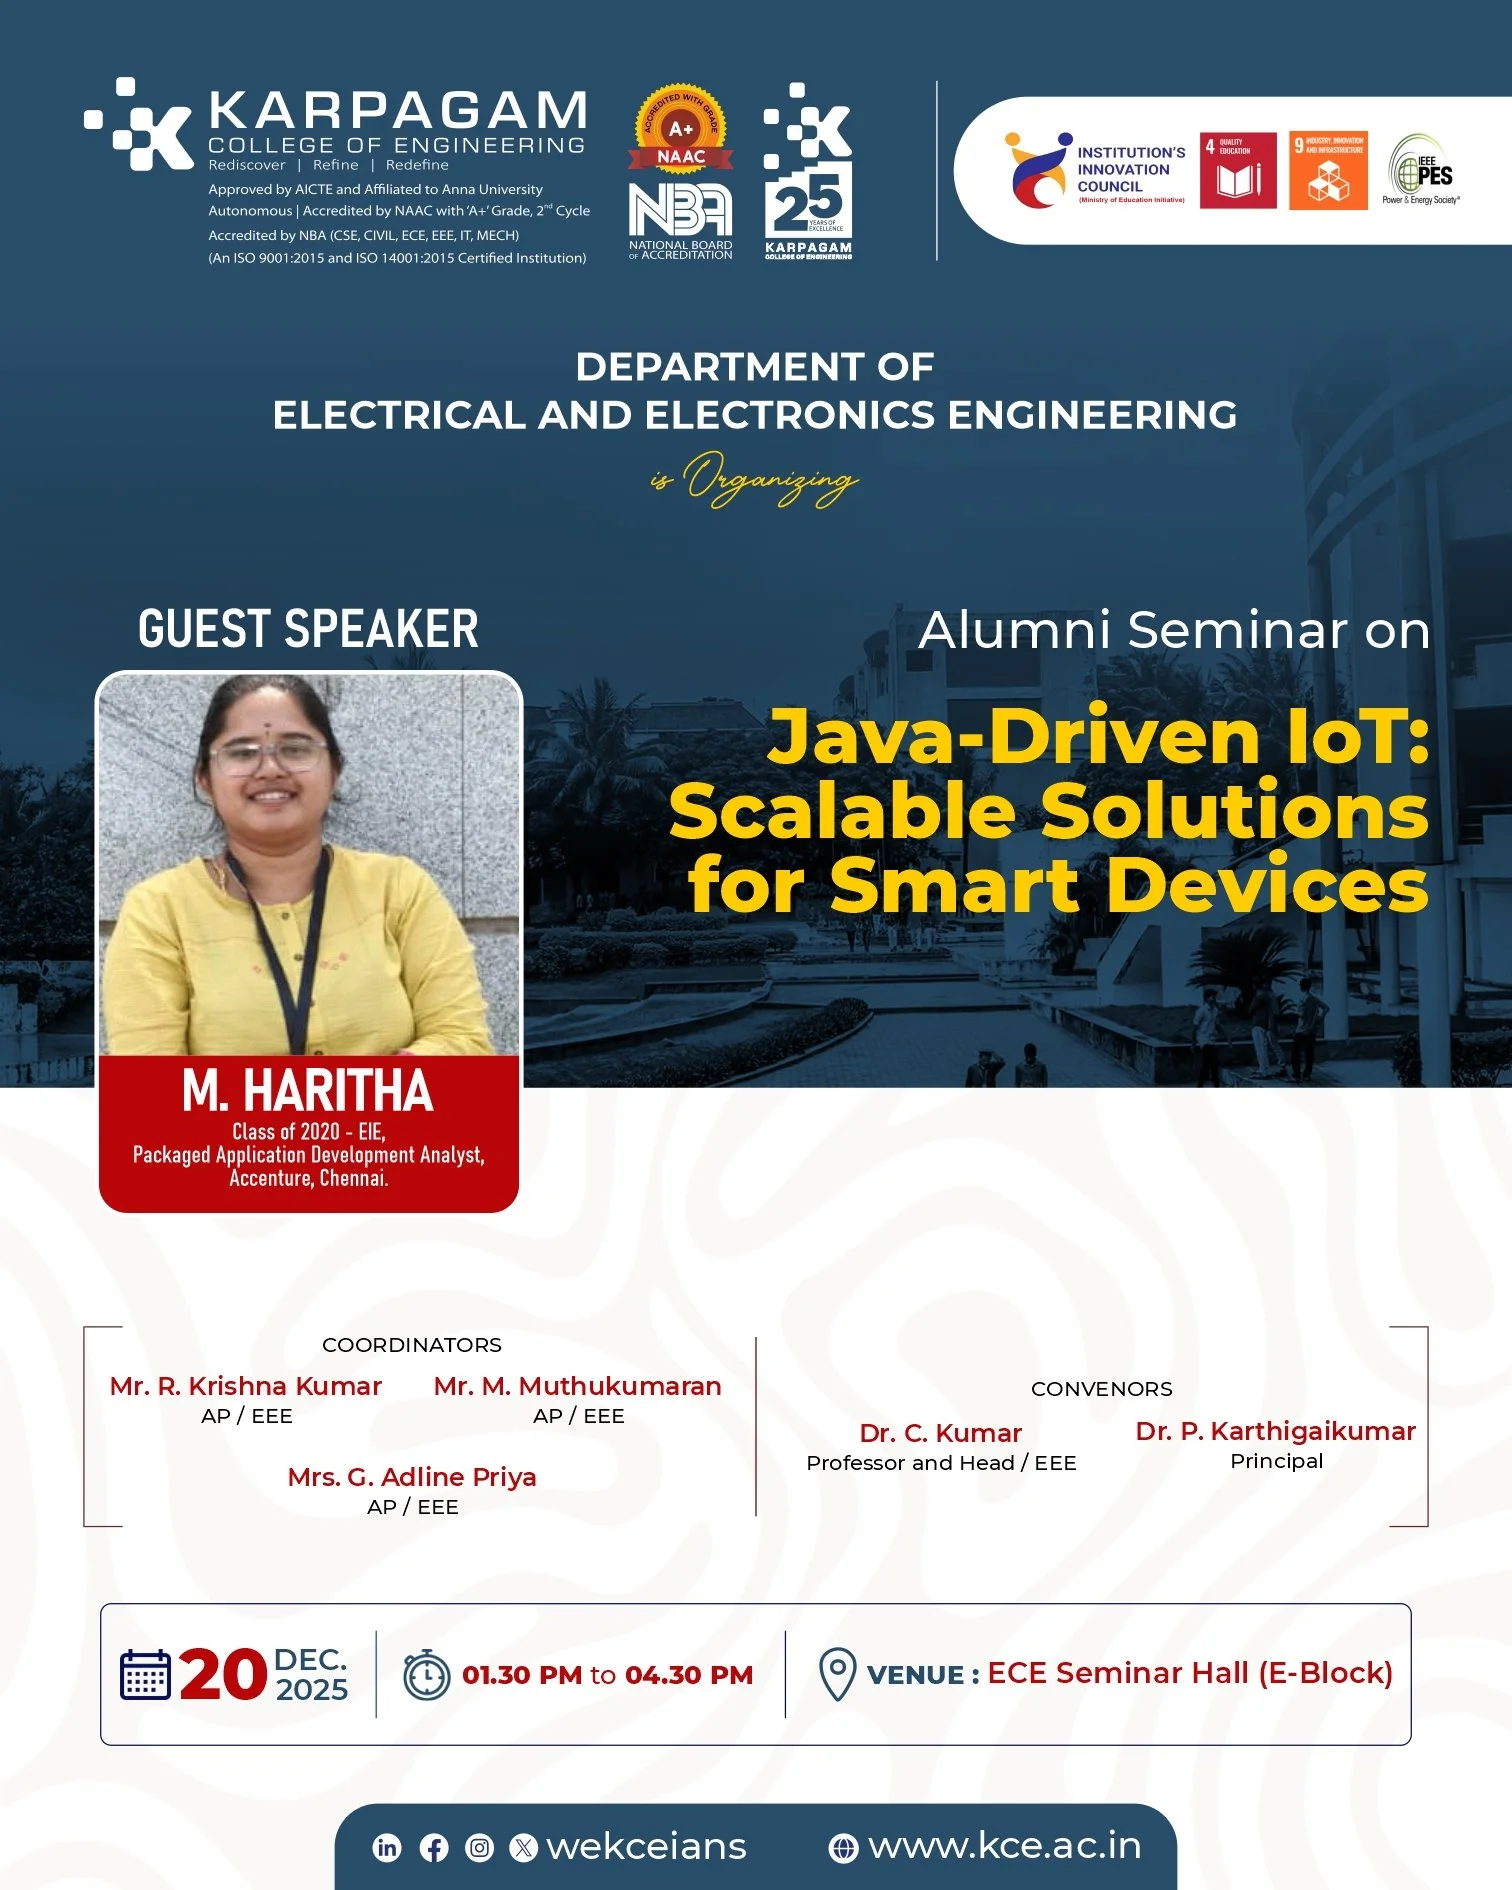 KARPAGAM
COLLEGE OF ENGINEERING
Rediscover | Refine | Redefine
Approved by AICTE and Affiliated to Anna University
Autonomous | Accredited by NAAC with 'A+' Grade, 2nd Cycle
Accredited by NBA (CSE, CIVIL, ECE, EEE, IT, MECH)
(An ISO 9001:2015 and ISO 14001:2015 Certified Institution)
ACCREDITED WITH GRADE
A+
NAAC
NBA
NATIONAL BOARD
OF ACCREDITATION
25
YEARS OF
EXCELLENCE
KARPAGAM
COLLEGE OF ENGINEERING
INSTITUTION'S
INNOVATION
COUNCIL
(Ministry of Education Initiative)
4 QUALITY
EDUCATION
9 INDUSTRY, INNOVATION
AND INFRASTRUCTURE
IEEE
PES
Power & Energy Society®
DEPARTMENT OF
ELECTRICAL AND ELECTRONICS ENGINEERING
is Organizing
GUEST SPEAKER
Alumni Seminar on
Java-Driven IoT:
Scalable Solutions
for Smart Devices
M. HARITHA
Class of 2020 - EIE,
Packaged Application Development Analyst,
Accenture, Chennai.
COORDINATORS
Mr. R. Krishna Kumar
AP / EEE
Mr. M. Muthukumaran
AP / EEE
Mrs. G. Adline Priya
AP / EEE
CONVENORS
Dr. C. Kumar
Professor and Head / EEE
Dr. P. Karthigaikumar
Principal
20 DEC.
2025
01.30 PM to 04.30 PM
VENUE : ECE Seminar Hall (E-Block)
wekceians
www.kce.ac.in